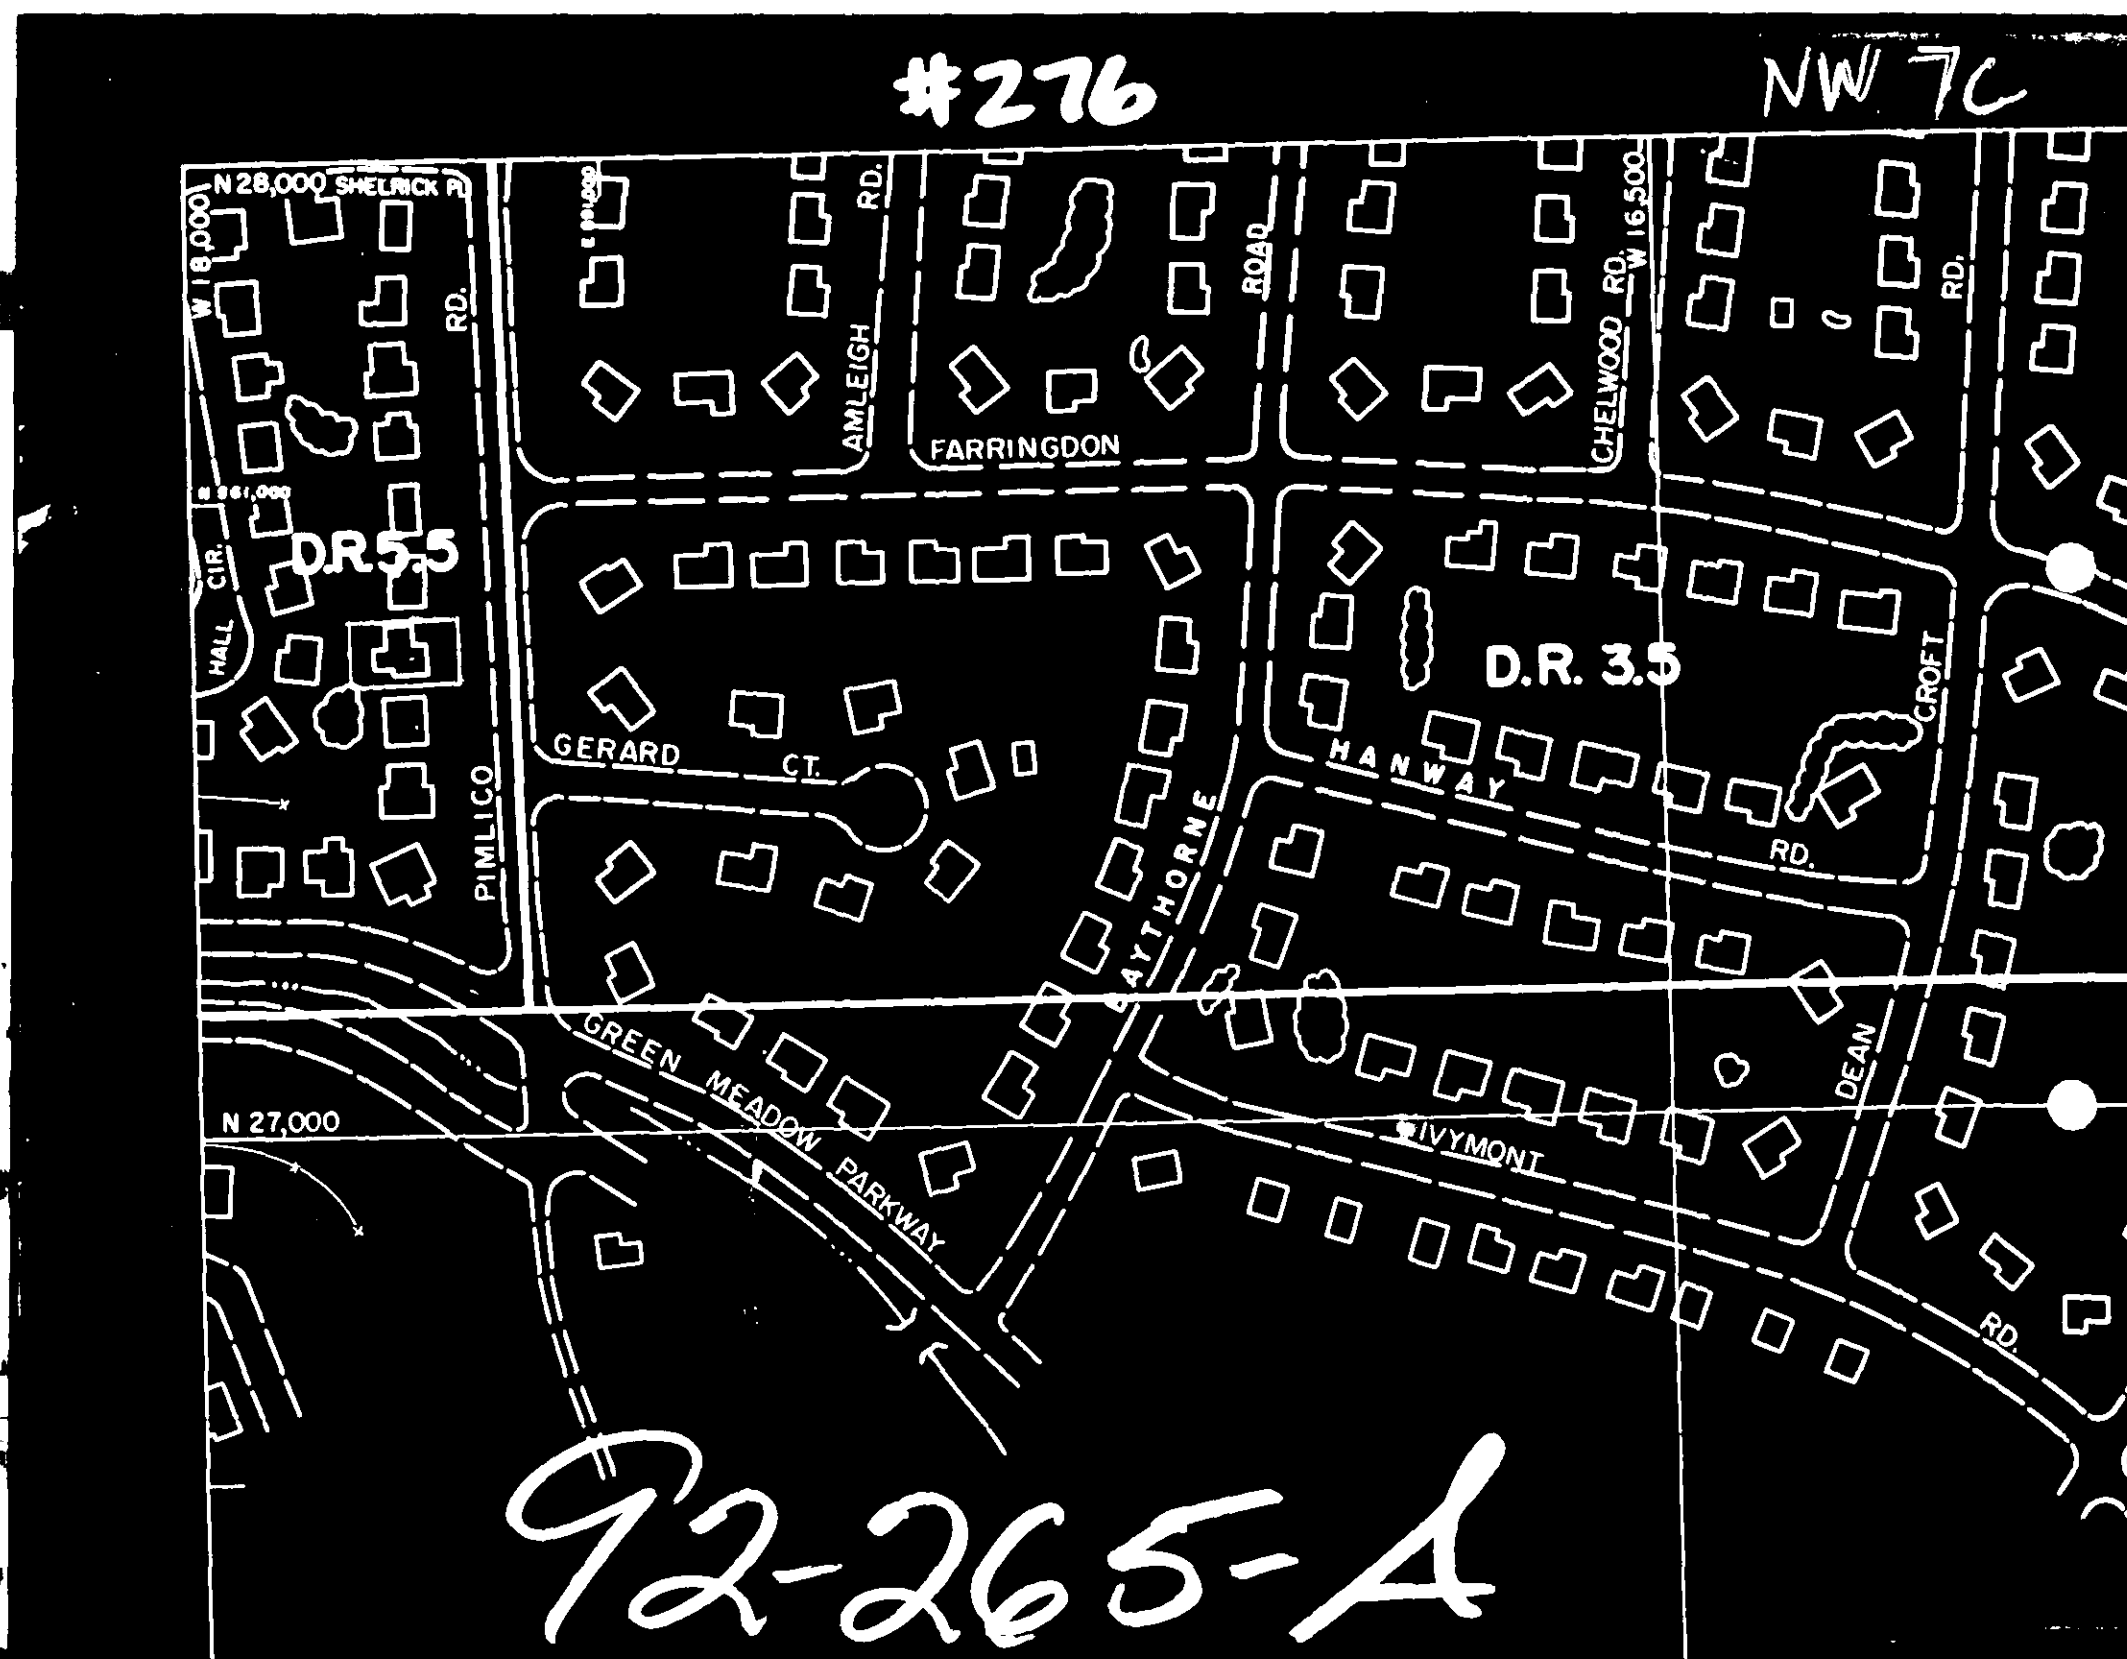 #276
NW 7C
N 28,000 SHELRICK PL.
W 18,000
RD.
AMLEIGH RD.
ROAD
CHELWOOD RD.
W 16,500
RD.
FARRINGDON
N 961,000
D.R. 5.5
HALL CIR.
D.R. 3.5
CROFT
GERARD CT.
HANWAY RD.
PIMLICO
DEAN
GREEN MEADOW PARKWAY
N 27,000
IVYMONT
RD.
92-265-A